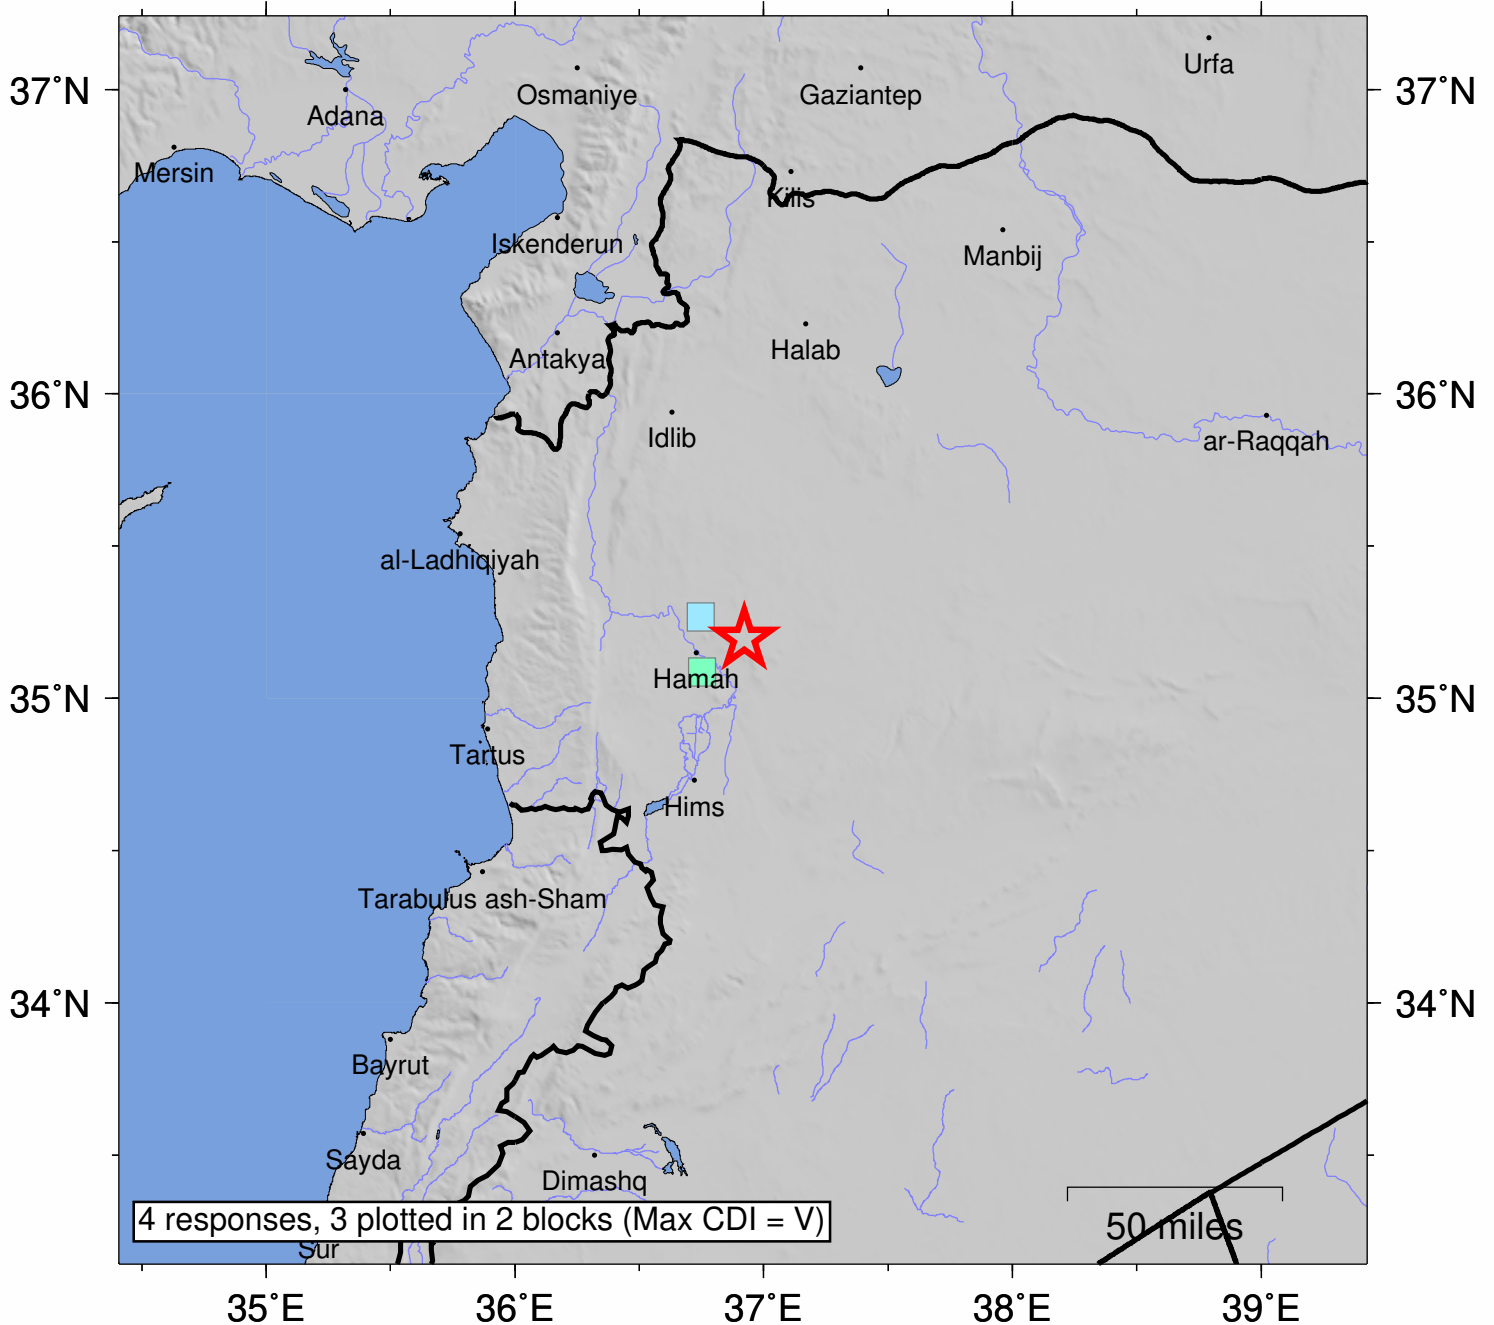 Urfa
Osmaniye
Gaziantep
37˚N
37˚N
Adana
Mersin
Kilis
Iskenderun
Manbij
Halab
Antakya
36˚N
36˚N
Idlib
ar-Raqqah
al-Ladhiqiyah
Hamah
35˚N
35˚N
Tartus
Hims
Tarabulus ash-Sham
34˚N
34˚N
Bayrut
Sayda
Dimashq
4 responses, 3 plotted in 2 blocks (Max CDI = V)
50 miles
Sur
35˚E
36˚E
37˚E
38˚E
39˚E